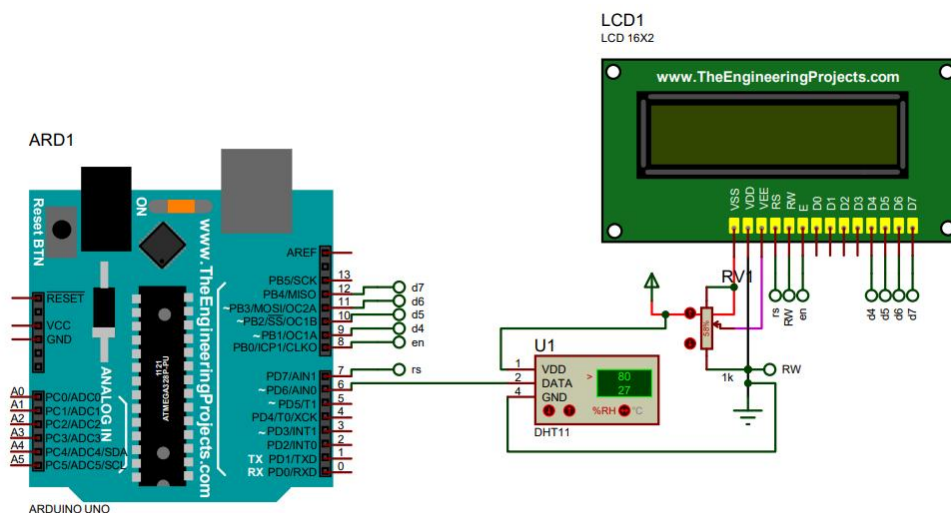 LCD1
LCD 16X2
www.TheEngineeringProjects.com
VSS VDD VEE RS RW E D0 D1 D2 D3 D4 D5 D6 D7
rs RW en d4 d5 d6 d7
RV1
58%
1k
RW
ARD1
Reset BTN
ON
www.TheEngineeringProjects.com
ANALOG IN
1121
ATMEGA328P-PU
RESET
VCC
GND
A0 PC0/ADC0
A1 PC1/ADC1
A2 PC2/ADC2
A3 PC3/ADC3
A4 PC4/ADC4/SDA
A5 PC5/ADC5/SCL
AREF
PB5/SCK 13
PB4/MISO 12 d7
~PB3/MOSI/OC2A 11 d6
~PB2/SS/OC1B 10 d5
~PB1/OC1A 9 d4
PB0/ICP1/CLKO 8 en
PD7/AIN1 7 rs
~PD6/AIN0 6
~PD5/T1 5
PD4/T0/XCK 4
~PD3/INT1 3
PD2/INT0 2
TX PD1/TXD 1
RX PD0/RXD 0
ARDUINO UNO
U1
1 VDD
2 DATA
4 GND
> 80
27
%RH °C
DHT11